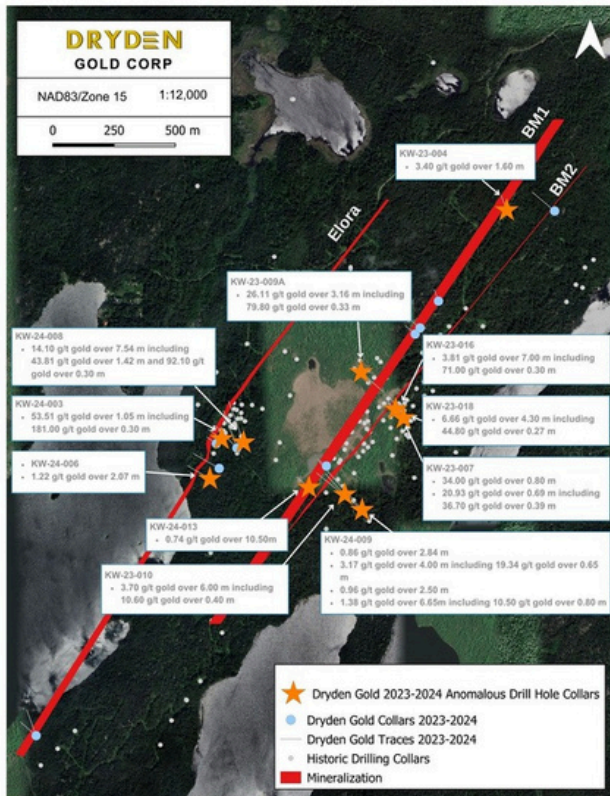 DRYDEN
GOLD CORP
NAD83/Zone 15 1:12,000
0 250 500 m
BM1
BM2
Elora
KW-23-004
• 3.40 g/t gold over 1.60 m
KW-23-009A
• 26.11 g/t gold over 3.16 m including
79.80 g/t gold over 0.33 m
KW-24-008
• 14.10 g/t gold over 7.54 m including
43.81 g/t gold over 1.42 m and 92.10 g/t
gold over 0.30 m
KW-23-016
• 3.81 g/t gold over 7.00 m including
71.00 g/t gold over 0.30 m
KW-24-003
• 53.51 g/t gold over 1.05 m including
181.00 g/t gold over 0.30 m
KW-23-018
• 6.66 g/t gold over 4.30 m including
44.80 g/t gold over 0.27 m
KW-24-006
• 1.22 g/t gold over 2.07 m
KW-23-007
• 34.00 g/t gold over 0.80 m
• 20.93 g/t gold over 0.69 m including
36.70 g/t gold over 0.39 m
KW-24-013
• 0.74 g/t gold over 10.50m
KW-24-009
• 0.86 g/t gold over 2.84 m
• 3.17 g/t gold over 4.00 m including 19.34 g/t gold over 0.65
m
• 0.96 g/t gold over 2.50 m
• 1.38 g/t gold over 6.65m including 10.50 g/t gold over 0.80 m
KW-23-010
• 3.70 g/t gold over 6.00 m including
10.60 g/t gold over 0.40 m
Dryden Gold 2023-2024 Anomalous Drill Hole Collars
Dryden Gold Collars 2023-2024
Dryden Gold Traces 2023-2024
Historic Drilling Collars
Mineralization